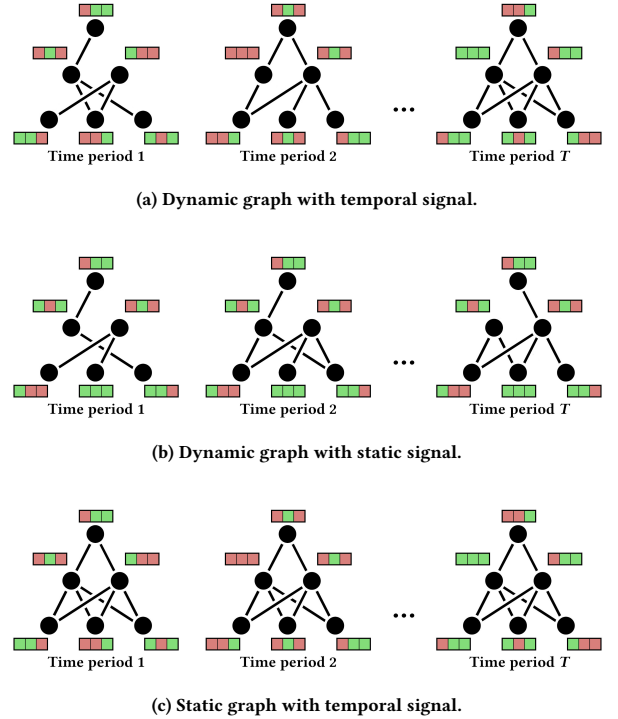 Time period 1 Time period 2 ... Time period T
(a) Dynamic graph with temporal signal.
Time period 1 Time period 2 ... Time period T
(b) Dynamic graph with static signal.
Time period 1 Time period 2 ... Time period T
(c) Static graph with temporal signal.